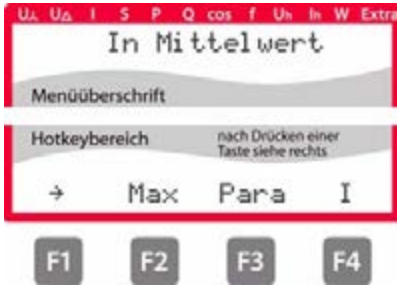 U⅄ U△ I S P Q cos f Uh Ih W Extra
In Mittelwert
Menüüberschrift
Hotkeybereich
nach Drücken einer
Taste siehe rechts
→ Max Para I
F1 F2 F3 F4